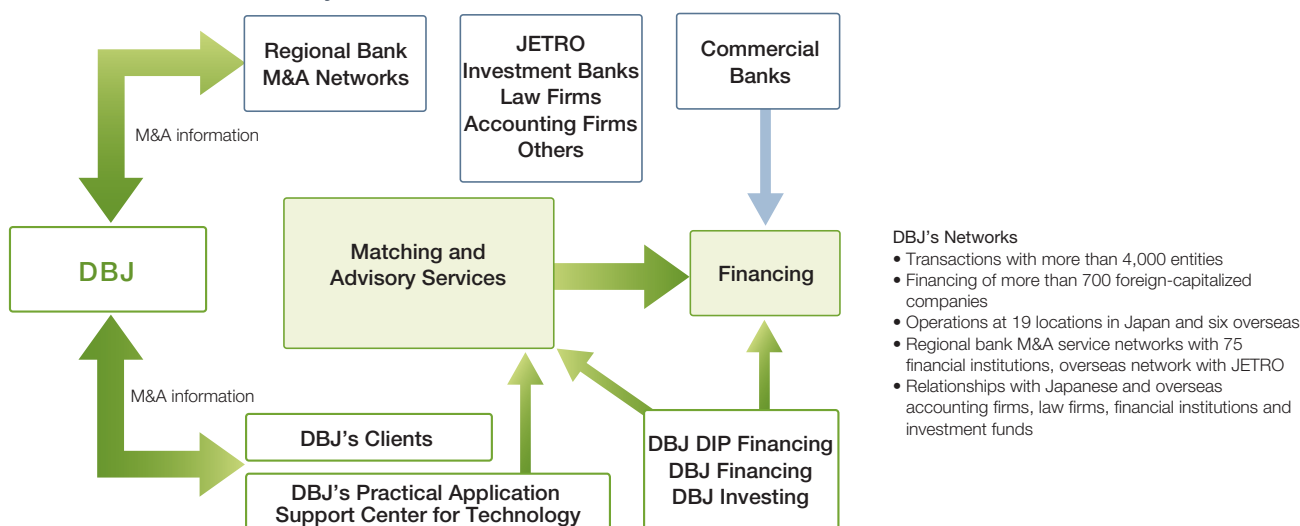 Regional Bank
M&A Networks
JETRO
Investment Banks
Law Firms
Accounting Firms
Others
Commercial
Banks
M&A information
DBJ
Matching and
Advisory Services
Financing
M&A information
DBJ's Clients
DBJ's Practical Application
Support Center for Technology
DBJ DIP Financing
DBJ Financing
DBJ Investing
DBJ's Networks
• Transactions with more than 4,000 entities
• Financing of more than 700 foreign-capitalized
companies
• Operations at 19 locations in Japan and six overseas
• Regional bank M&A service networks with 75
financial institutions, overseas network with JETRO
• Relationships with Japanese and overseas
accounting firms, law firms, financial institutions and
investment funds